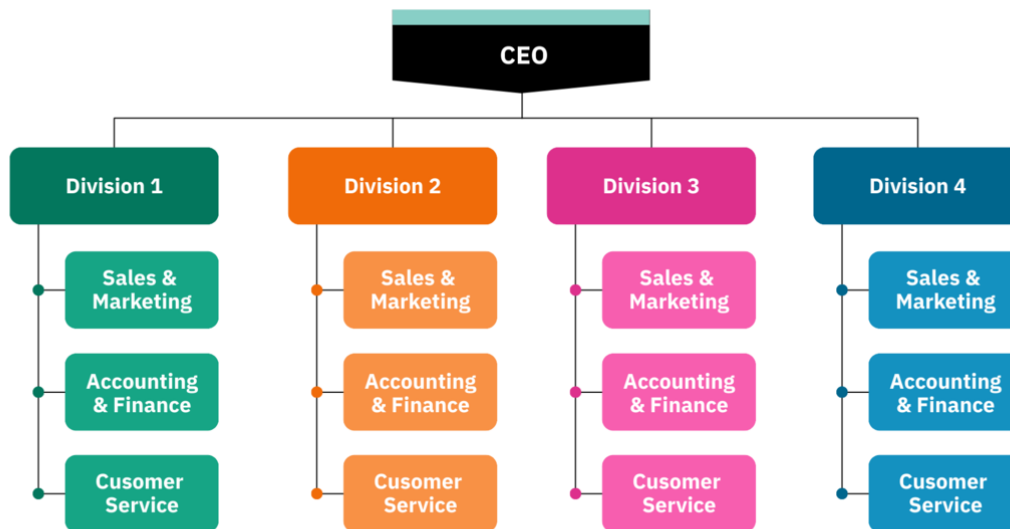 CEO
Division 1
Division 2
Division 3
Division 4
Sales &
Marketing
Sales &
Marketing
Sales &
Marketing
Sales &
Marketing
Accounting
& Finance
Accounting
& Finance
Accounting
& Finance
Accounting
& Finance
Cusomer
Service
Cusomer
Service
Cusomer
Service
Cusomer
Service